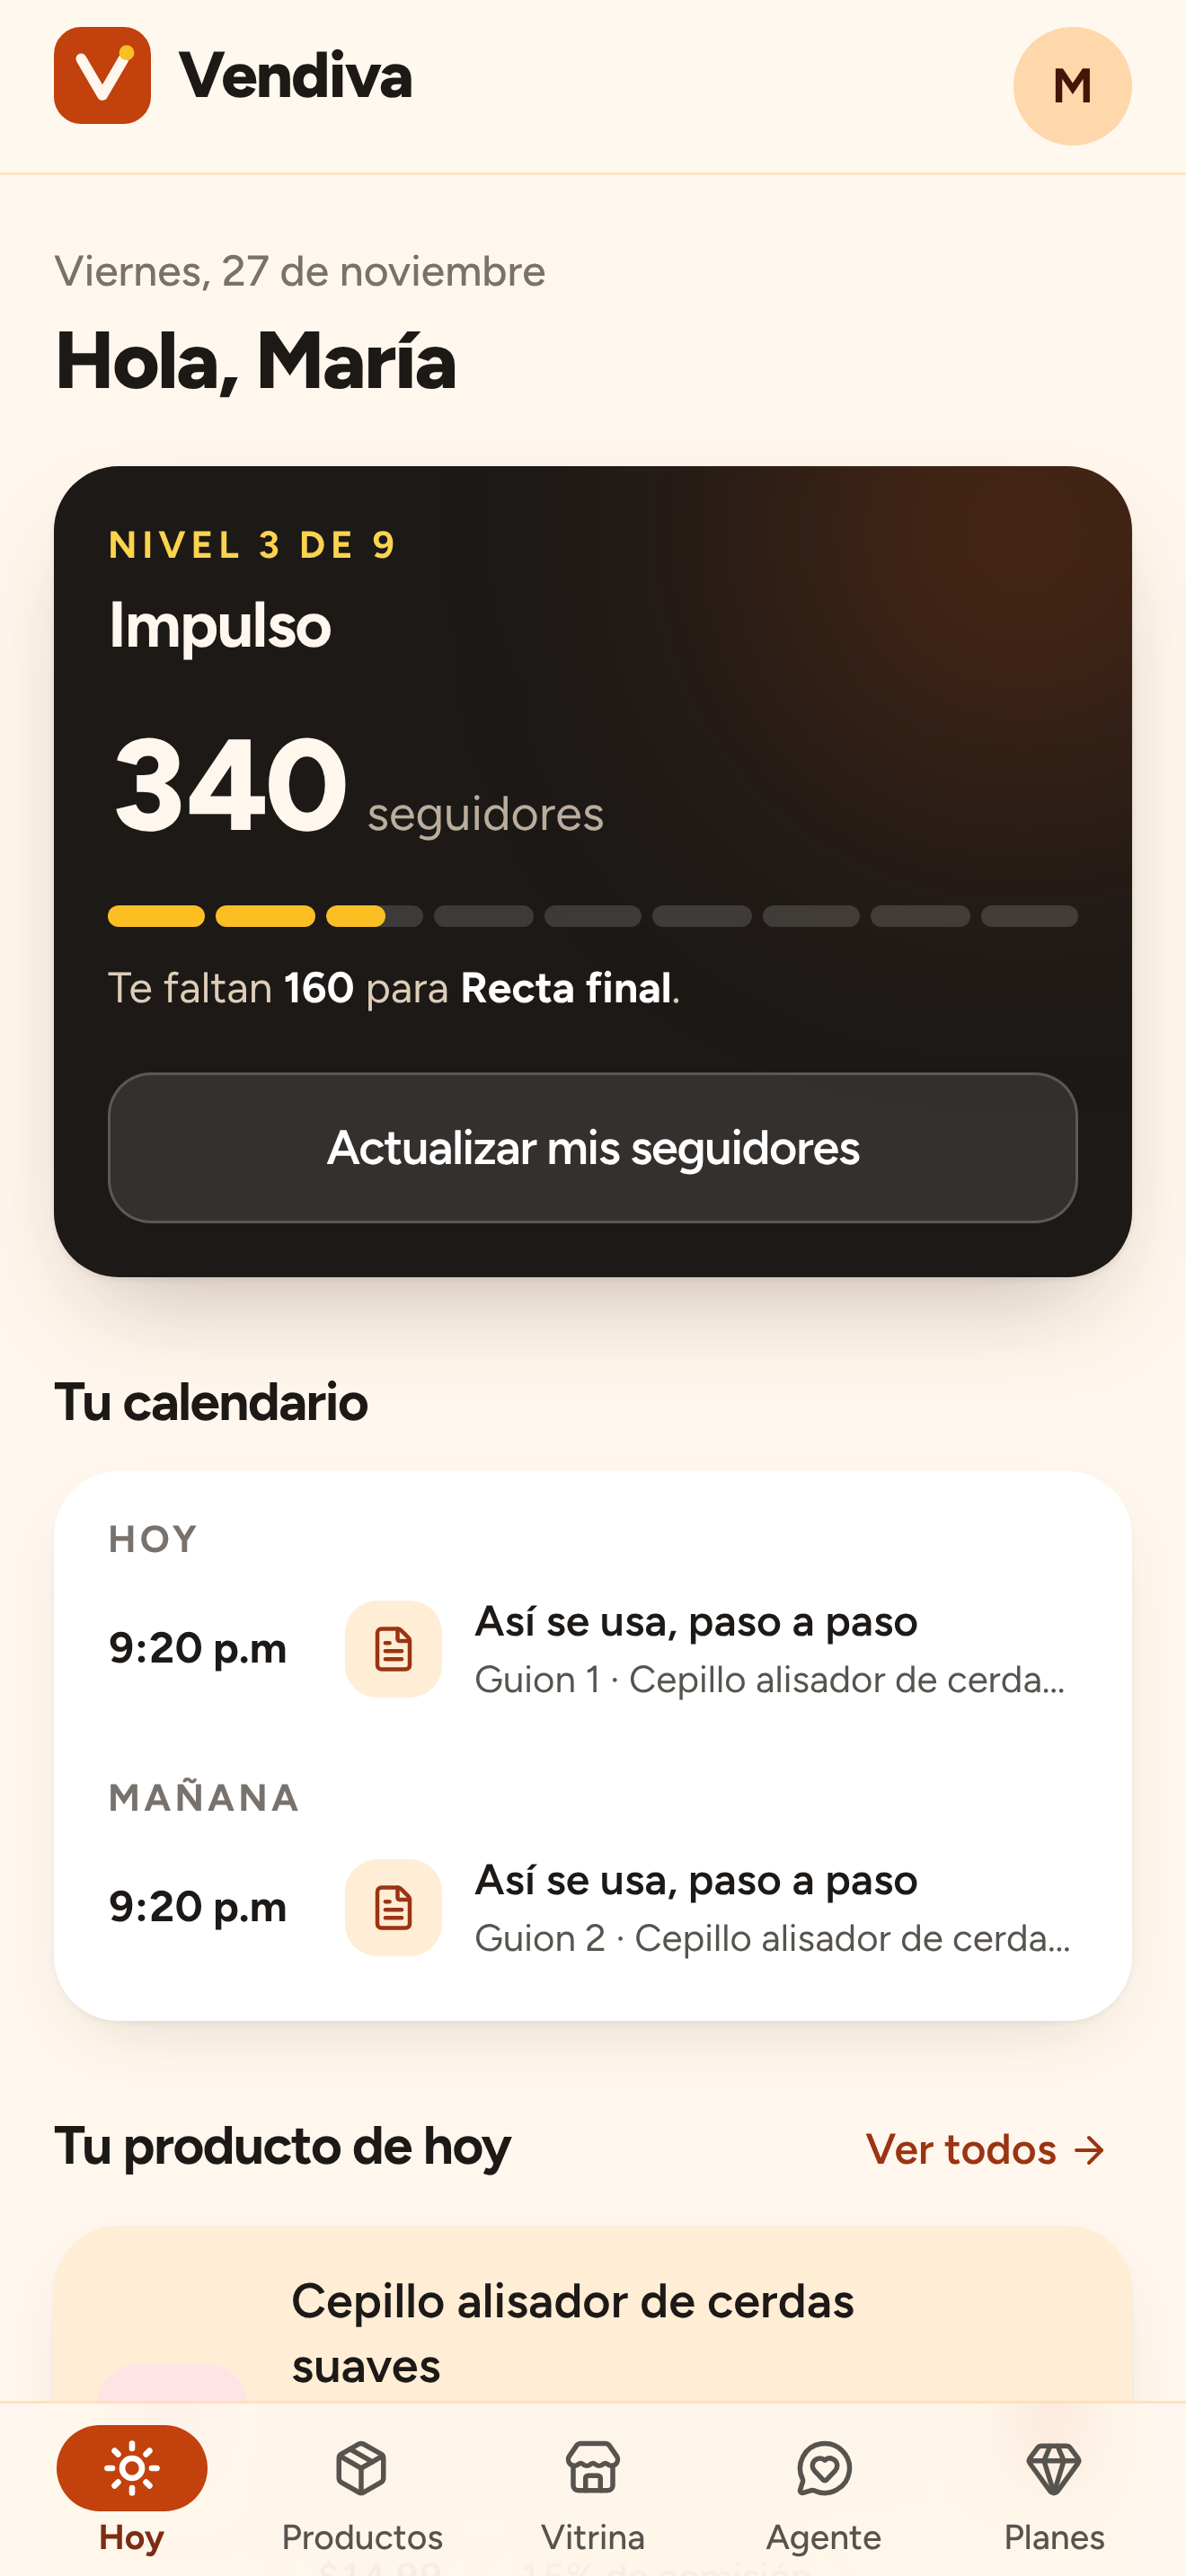 Vendiva
M
Viernes, 27 de noviembre
Hola, María
NIVEL 3 DE 9
Impulso
340 seguidores
Te faltan 160 para Recta final.
Actualizar mis seguidores
Tu calendario
HOY
9:20 p.m
Así se usa, paso a paso
Guion 1 · Cepillo alisador de cerda...
MAÑANA
9:20 p.m
Así se usa, paso a paso
Guion 2 · Cepillo alisador de cerda...
Tu producto de hoy
Ver todos →
Cepillo alisador de cerdas
suaves
Hoy
Productos
Vitrina
Agente
Planes